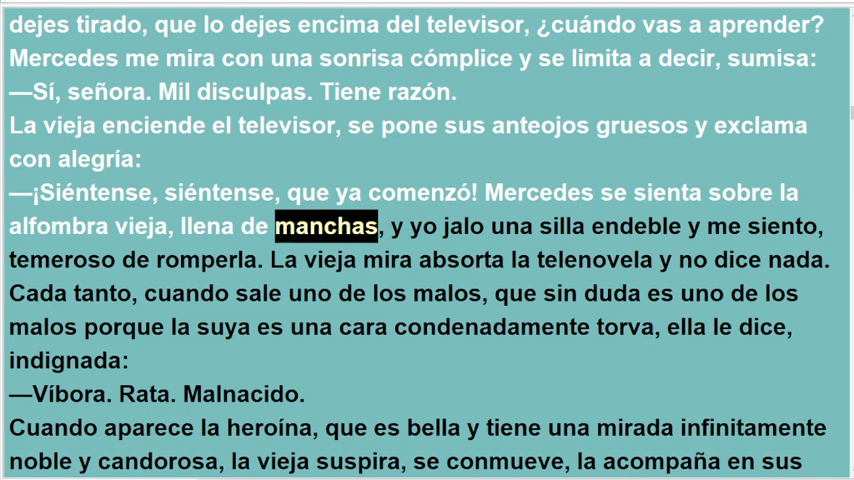 dejes tirado, que lo dejes encima del televisor, ¿cuándo vas a aprender?
Mercedes me mira con una sonrisa cómplice y se limita a decir, sumisa:
—Sí, señora. Mil disculpas. Tiene razón.
La vieja enciende el televisor, se pone sus anteojos gruesos y exclama
con alegría:
—¡Siéntense, siéntense, que ya comenzó! Mercedes se sienta sobre la
alfombra vieja, llena de manchas, y yo jalo una silla endeble y me siento,
temeroso de romperla. La vieja mira absorta la telenovela y no dice nada.
Cada tanto, cuando sale uno de los malos, que sin duda es uno de los
malos porque la suya es una cara condenadamente torva, ella le dice,
indignada:
—Víbora. Rata. Malnacido.
Cuando aparece la heroína, que es bella y tiene una mirada infinitamente
noble y candorosa, la vieja suspira, se conmueve, la acompaña en sus